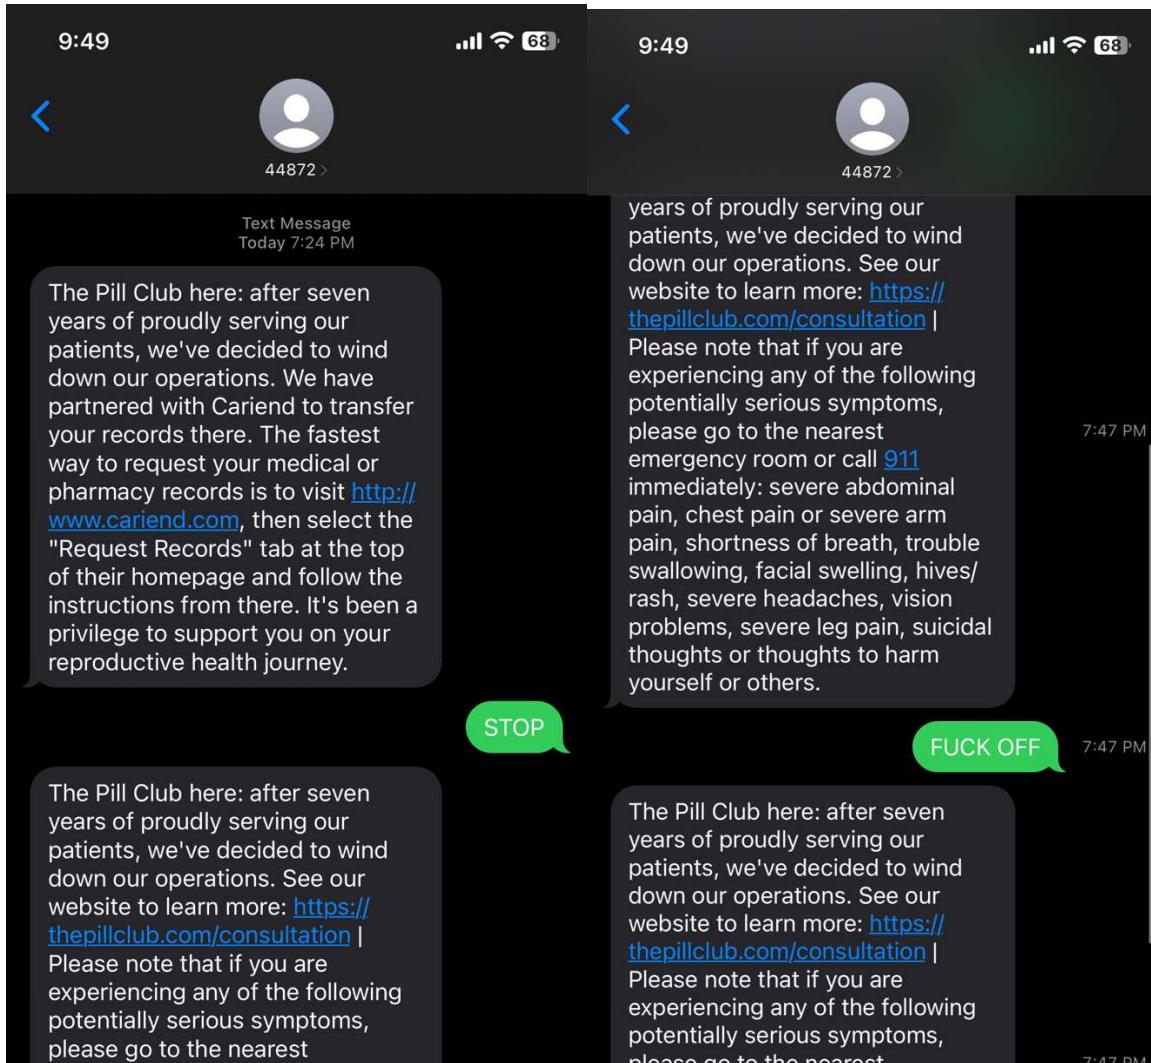 9:49
68
44872 >
Text Message
Today 7:24 PM
The Pill Club here: after seven
years of proudly serving our
patients, we've decided to wind
down our operations. We have
partnered with Cariend to transfer
your records there. The fastest
way to request your medical or
pharmacy records is to visit http://
www.cariend.com, then select the
"Request Records" tab at the top
of their homepage and follow the
instructions from there. It's been a
privilege to support you on your
reproductive health journey.
STOP
The Pill Club here: after seven
years of proudly serving our
patients, we've decided to wind
down our operations. See our
website to learn more: https://
thepillclub.com/consultation |
Please note that if you are
experiencing any of the following
potentially serious symptoms,
please go to the nearest
9:49
68
44872 >
years of proudly serving our
patients, we've decided to wind
down our operations. See our
website to learn more: https://
thepillclub.com/consultation |
Please note that if you are
experiencing any of the following
potentially serious symptoms,
please go to the nearest
emergency room or call 911
immediately: severe abdominal
pain, chest pain or severe arm
pain, shortness of breath, trouble
swallowing, facial swelling, hives/
rash, severe headaches, vision
problems, severe leg pain, suicidal
thoughts or thoughts to harm
yourself or others.
7:47 PM
FUCK OFF
7:47 PM
The Pill Club here: after seven
years of proudly serving our
patients, we've decided to wind
down our operations. See our
website to learn more: https://
thepillclub.com/consultation |
Please note that if you are
experiencing any of the following
potentially serious symptoms,
please go to the nearest
7:47 PM